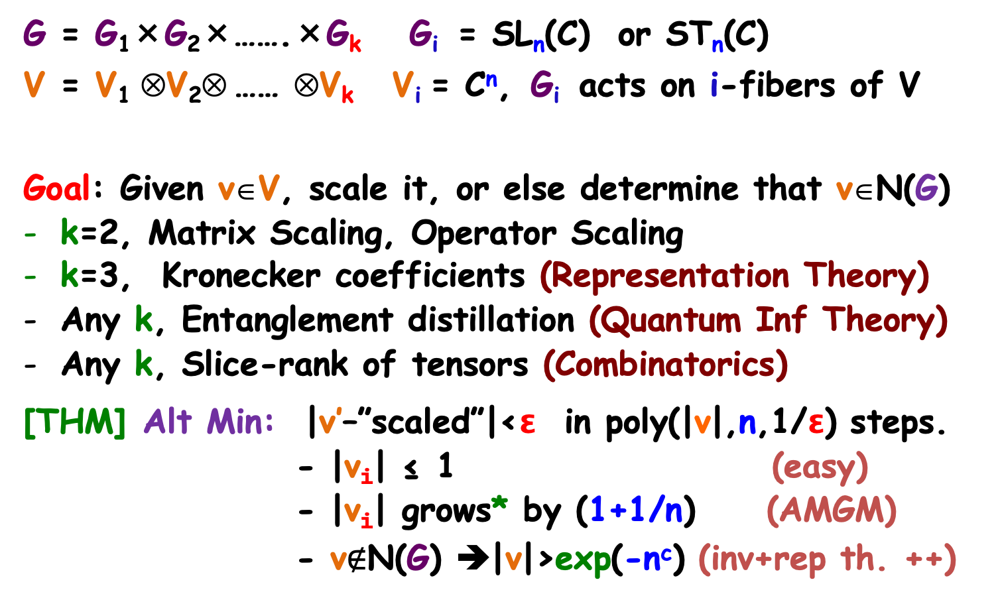 G = G₁ × G₂ × ……. × Gₖ Gᵢ = SLₙ(C) or STₙ(C)
V = V₁ ⊗V₂⊗ …… ⊗Vₖ Vᵢ = Cⁿ, Gᵢ acts on i-fibers of V
Goal: Given v∈V, scale it, or else determine that v∈N(G)
- k=2, Matrix Scaling, Operator Scaling
- k=3, Kronecker coefficients (Representation Theory)
- Any k, Entanglement distillation (Quantum Inf Theory)
- Any k, Slice-rank of tensors (Combinatorics)
[THM] Alt Min: |v'-”scaled”|<ε in poly(|v|,n,1/ε) steps.
- |vᵢ| ≤ 1 (easy)
- |vᵢ| grows* by (1+1/n) (AMGM)
- v∉N(G) ➔|v|>exp(-nᶜ) (inv+rep th. ++)